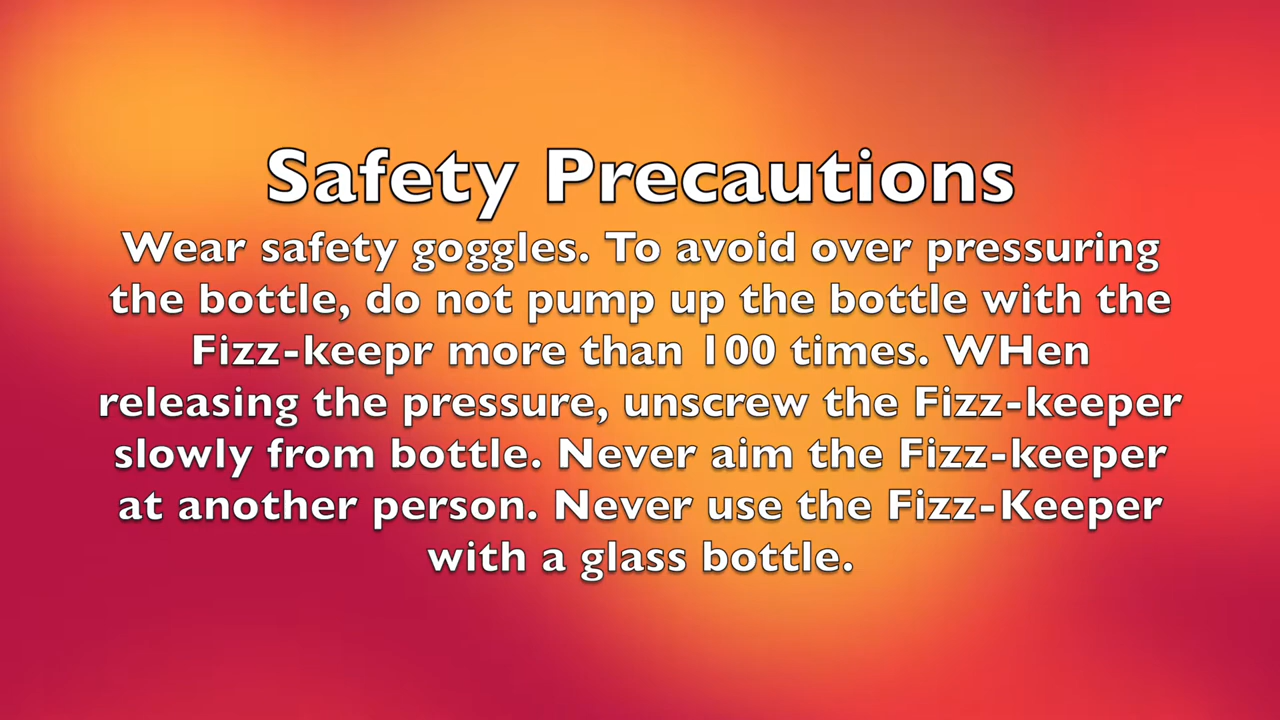 Safety Precautions
Wear safety goggles. To avoid over pressuring
the bottle, do not pump up the bottle with the
Fizz-keepr more than 100 times. WHen
releasing the pressure, unscrew the Fizz-keeper
slowly from bottle. Never aim the Fizz-keeper
at another person. Never use the Fizz-Keeper
with a glass bottle.